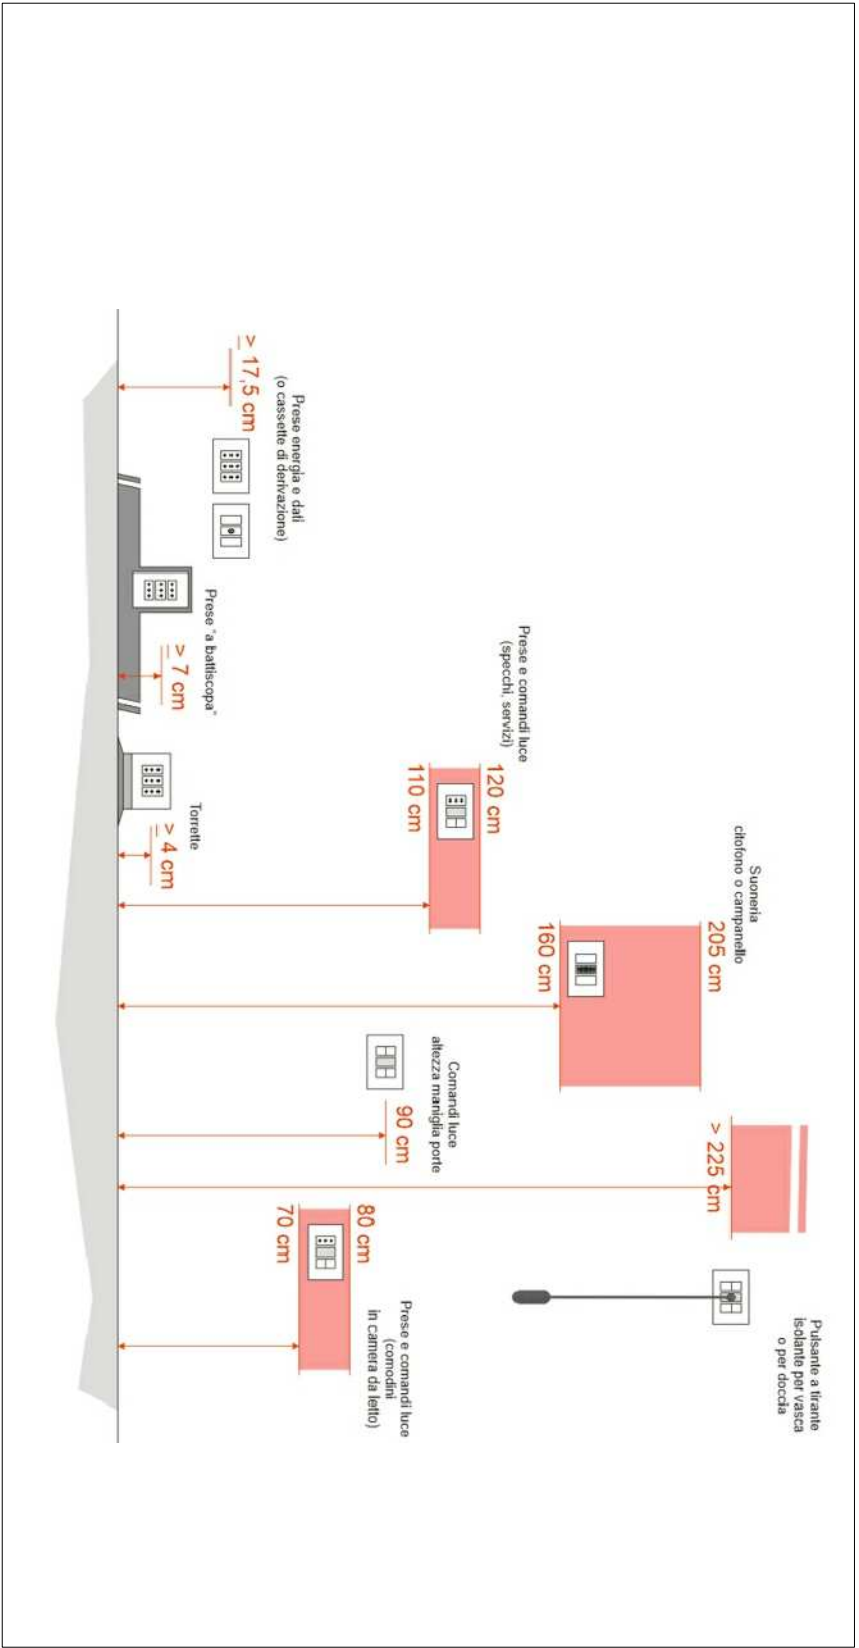 ≥ 17,5 cm
Prese energia e dati
(o cassette di derivazione)
Prese "a battiscopa"
≥ 7 cm
Torrette
≥ 4 cm
Prese e comandi luce
(specchi, servizi)
120 cm
110 cm
Suoneria
citofono o campanello
205 cm
160 cm
Comandi luce
altezza maniglia porte
90 cm
> 225 cm
Pulsante a tirante
isolante per vasca
o per doccia
80 cm
70 cm
Prese e comandi luce
(comodini
in camera da letto)